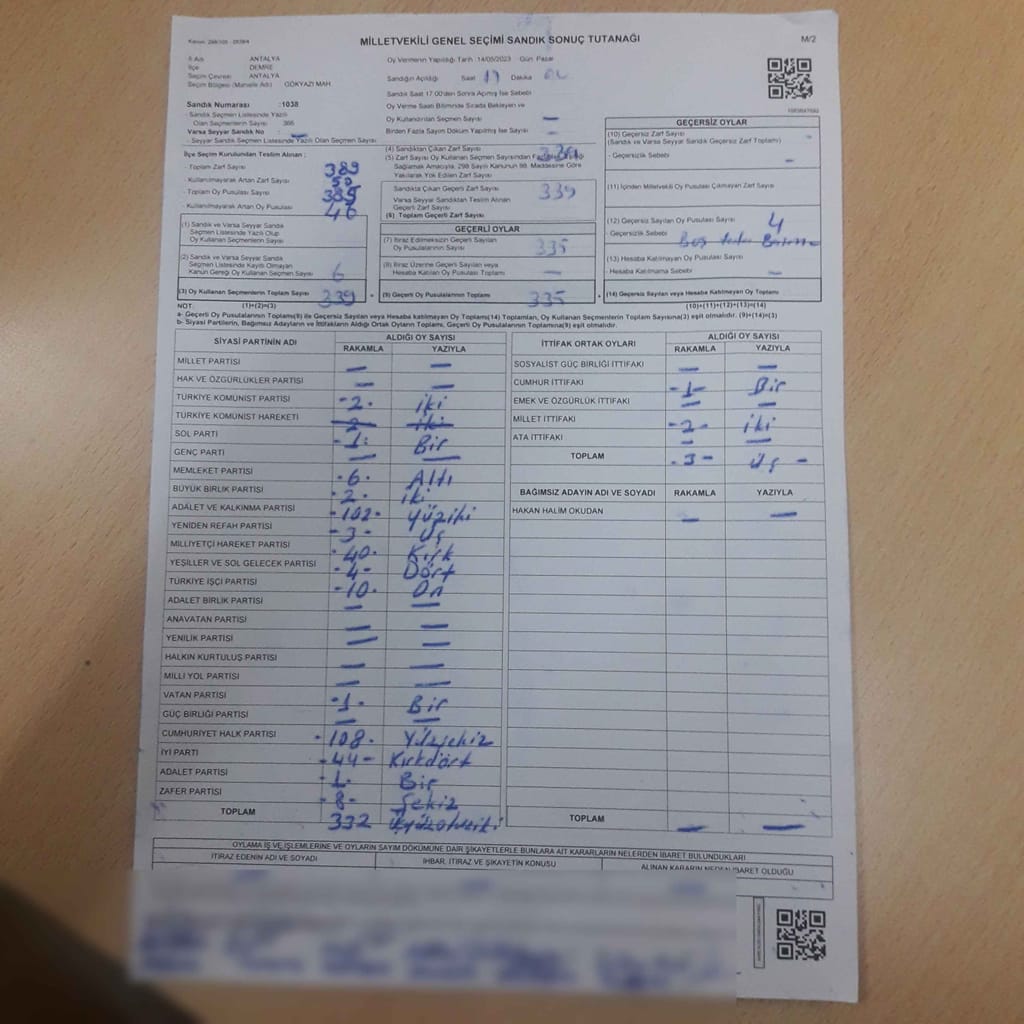 MİLLETVEKİLİ GENEL SEÇİMİ SANDIK SONUÇ TUTANAĞI
M/2
İl Adı ANTALYA
İlçe DEMRE
Seçim Çevresi ANTALYA
Seçim Bölgesi (Mahalle Adı) GÖKYAZI MAH
Sandık Numarası :1038
- Sandık Seçmen Listesinde Yazılı
Olan Seçmenlerin Sayısı 366
Varsa Seyyar Sandık No —
- Seyyar Sandık Seçmen Listesinde Yazılı Olan Seçmen Sayısı
İlçe Seçim Kurulundan Teslim Alınan :
- Toplam Zarf Sayısı 389
- Kullanılmayarak Artan Zarf Sayısı 50
- Toplam Oy Pusulası Sayısı 385
- Kullanılmayarak Artan Oy Pusulası 46
(1) Sandık ve Varsa Seyyar Sandık
Seçmen Listesinde Yazılı Olup
Oy Kullanan Seçmenlerin Sayısı
(2) Sandık ve Varsa Seyyar Sandık
Seçmen Listesinde Kayıtlı Olmayan
Kanun Gereği Oy Kullanan Seçmen Sayısı 6
(3) Oy Kullanan Seçmenlerin Toplam Sayısı 339
(1)+(2)=(3)
Oy Vermenin Yapıldığı Tarih :14/05/2023 Gün Pazar
Sandığın Açıldığı Saat 17 Dakika
Sandık Saat 17.00'den Sonra Açılmış İse Sebebi
Oy Verme Saati Bitiminde Sırada Bekleyen ve
Oy Kullandırılan Seçmen Sayısı —
Birden Fazla Sayım Döküm Yapılmış İse Sayısı —
(4) Sandıktan Çıkan Zarf Sayısı 339
(5) Zarf Sayısı Oy Kullanan Seçmen Sayısından
Sağlamak Amacıyla, 298 Sayılı Kanunun 98. Maddesine Göre
Yakılarak Yok Edilen Zarf Sayısı
Sandıkta Çıkan Geçerli Zarf Sayısı 339
Varsa Seyyar Sandıktan Teslim Alınan
Geçerli Zarf Sayısı
(6) Toplam Geçerli Zarf Sayısı
GEÇERLİ OYLAR
(7) İtiraz Edilmeksizin Geçerli Sayılan
Oy Pusulalarının Sayısı 335
(8) İtiraz Üzerine Geçerli Sayılan veya
Hesaba Katılan Oy Pusulası Toplamı —
(9) Geçerli Oy Pusulalarının Toplamı 335
GEÇERSİZ OYLAR
(10) Geçersiz Zarf Sayısı
(Sandık ve Varsa Seyyar Sandık Geçersiz Zarf Toplamı) -
- Geçersizlik Sebebi —
(11) İçinden Milletvekili Oy Pusulası Çıkmayan Zarf Sayısı
(12) Geçersiz Sayılan Oy Pusulası Sayısı 4
- Geçersizlik Sebebi
(13) Hesaba Katılmayan Oy Pusulası Sayısı
- Hesaba Katılmama Sebebi —
(14) Geçersiz Sayılan veya Hesaba Katılmayan Oy Toplamı
(10)+(11)+(12)+(13)=(14)
NOT:
a- Geçerli Oy Pusulalarının Toplamı(9) ile Geçersiz Sayılan veya Hesaba katılmayan Oy Toplamı(14) Toplamları, Oy Kullanan Seçmenlerin Toplam Sayısına(3) eşit olmalıdır. (9)+(14)=(3)
b- Siyasi Partilerin, Bağımsız Adayların ve İttifakların Aldığı Ortak Oyların Toplamı, Geçerli Oy Pusulalarının Toplamına(9) eşit olmalıdır.
SİYASİ PARTİNİN ADI ALDIĞI OY SAYISI
RAKAMLA YAZIYLA
MİLLET PARTİSİ — —
HAK VE ÖZGÜRLÜKLER PARTİSİ — —
TÜRKİYE KOMÜNİST PARTİSİ -2- iki
TÜRKİYE KOMÜNİST HAREKETİ 2 iki
SOL PARTİ -1- Bir
GENÇ PARTİ — —
MEMLEKET PARTİSİ -6- Altı
BÜYÜK BİRLİK PARTİSİ -2- iki
ADALET VE KALKINMA PARTİSİ -102- Yüziki
YENİDEN REFAH PARTİSİ -3- Üç
MİLLİYETÇİ HAREKET PARTİSİ -40- Kırk
YEŞİLLER VE SOL GELECEK PARTİSİ -4- Dört
TÜRKİYE İŞÇİ PARTİSİ -10- On
ADALET BİRLİK PARTİSİ — —
ANAVATAN PARTİSİ — —
YENİLİK PARTİSİ — —
HALKIN KURTULUŞ PARTİSİ — —
MİLLİ YOL PARTİSİ — —
VATAN PARTİSİ -1- Bir
GÜÇ BİRLİĞİ PARTİSİ — —
CUMHURİYET HALK PARTİSİ -108- Yüzsekiz
İYİ PARTİ -44- Kırkdört
ADALET PARTİSİ -1- Bir
ZAFER PARTİSİ -8- Sekiz
TOPLAM 332 Üçyüzotuziki
İTTİFAK ORTAK OYLARI ALDIĞI OY SAYISI
RAKAMLA YAZIYLA
SOSYALİST GÜÇ BİRLİĞİ İTTİFAKI — —
CUMHUR İTTİFAKI -1- Bir
EMEK VE ÖZGÜRLÜK İTTİFAKI — —
MİLLET İTTİFAKI -2- iki
ATA İTTİFAKI — —
TOPLAM -3- Üç -
BAĞIMSIZ ADAYIN ADI VE SOYADI RAKAMLA YAZIYLA
HAKAN HALİM OKUDAN — —
TOPLAM — —
OYLAMA İŞ VE İŞLEMLERİNE VE OYLARIN SAYIM DÖKÜMÜNE DAİR ŞİKAYETLERLE BUNLARA AİT KARARLARIN NELERDEN İBARET BULUNDUKLARI
İTİRAZ EDENİN ADI VE SOYADI İHBAR, İTİRAZ VE ŞİKAYETİN KONUSU ALINAN KARARIN NEDEN İBARET OLDUĞU